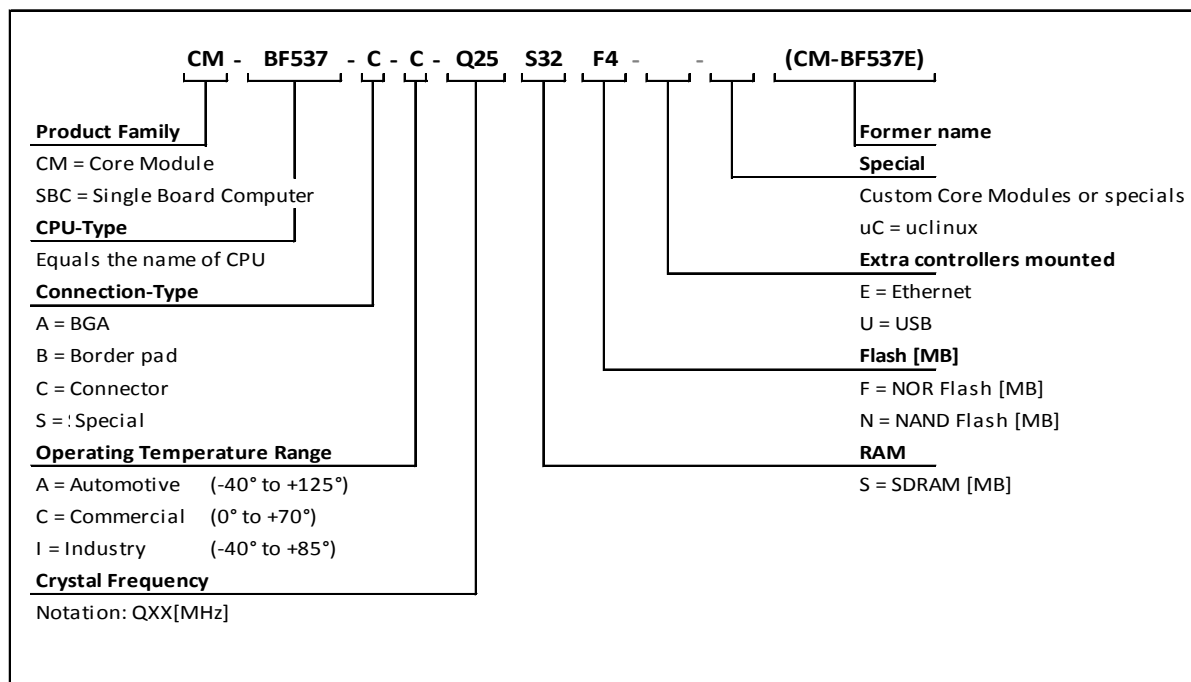 CM - BF537 - C - C - Q25 S32 F4 - - (CM-BF537E)
Product Family
CM = Core Module
SBC = Single Board Computer
CPU-Type
Equals the name of CPU
Connection-Type
A = BGA
B = Border pad
C = Connector
S = : Special
Operating Temperature Range
A = Automotive (-40° to +125°)
C = Commercial (0° to +70°)
I = Industry (-40° to +85°)
Crystal Frequency
Notation: QXX[MHz]
Former name
Special
Custom Core Modules or specials
uC = uclinux
Extra controllers mounted
E = Ethernet
U = USB
Flash [MB]
F = NOR Flash [MB]
N = NAND Flash [MB]
RAM
S = SDRAM [MB]